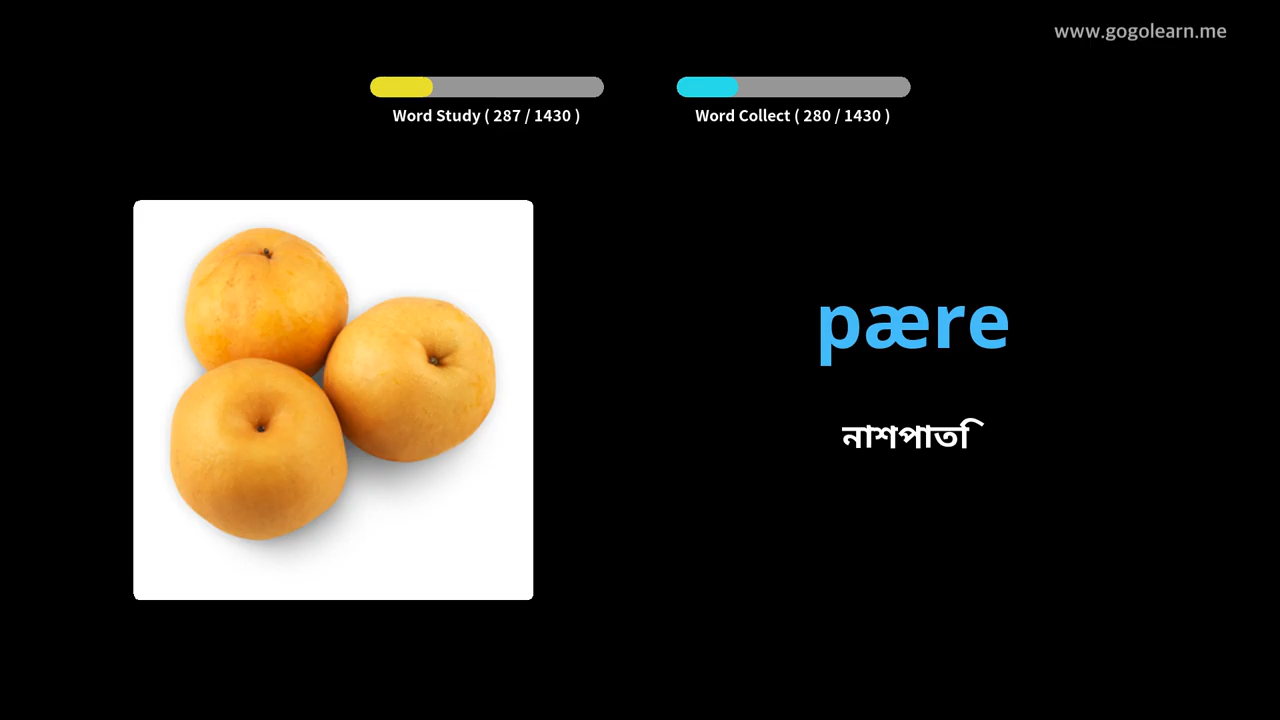 www.gogolearn.me
Word Study ( 287 / 1430 )
Word Collect ( 280 / 1430 )
pære
নাশপাতি